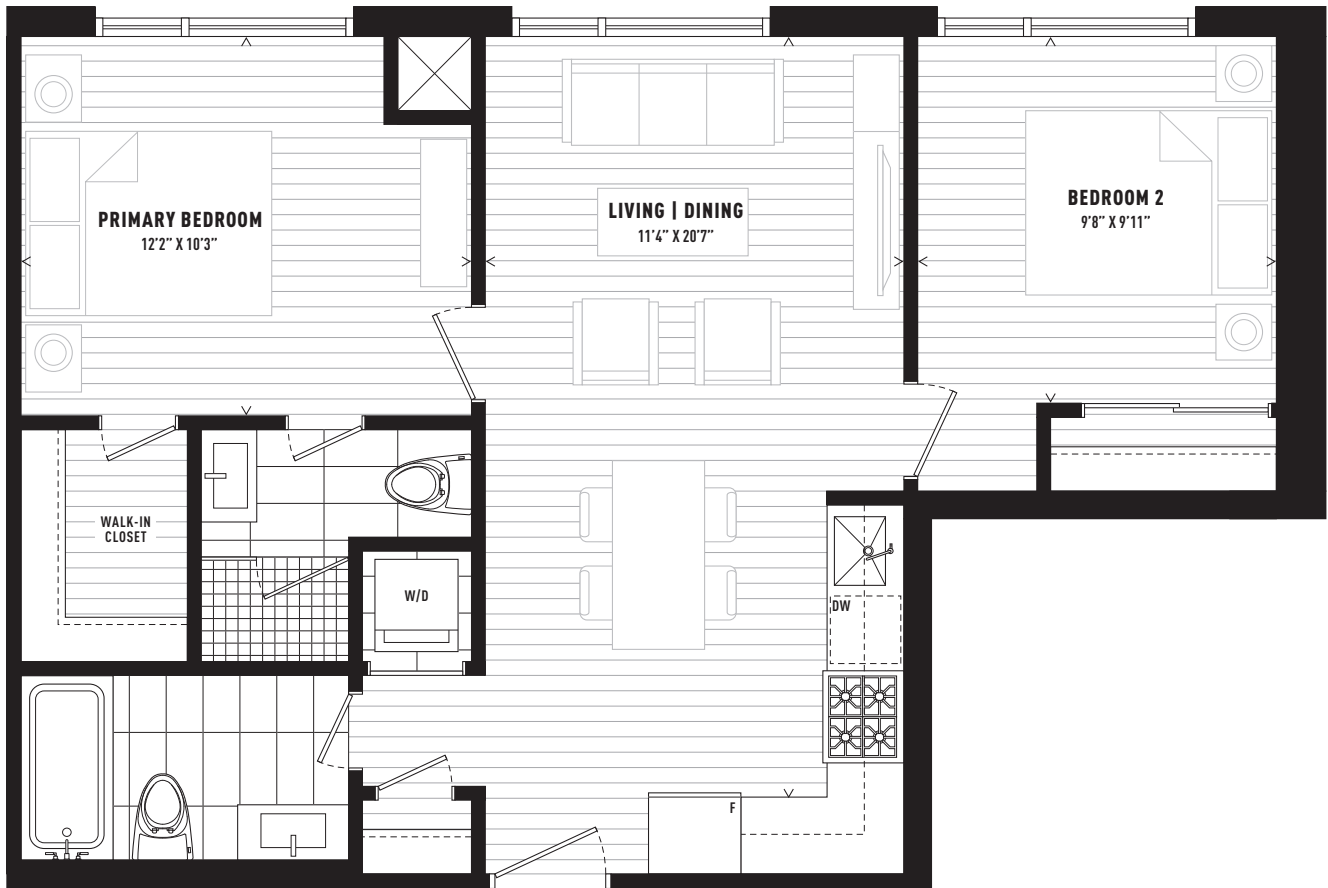 PRIMARY BEDROOM
12’2” X 10’3”
LIVING | DINING
11’4” X 20’7”
BEDROOM 2
9’8” X 9’11”
WALK-IN
CLOSET
W/D
DW
F